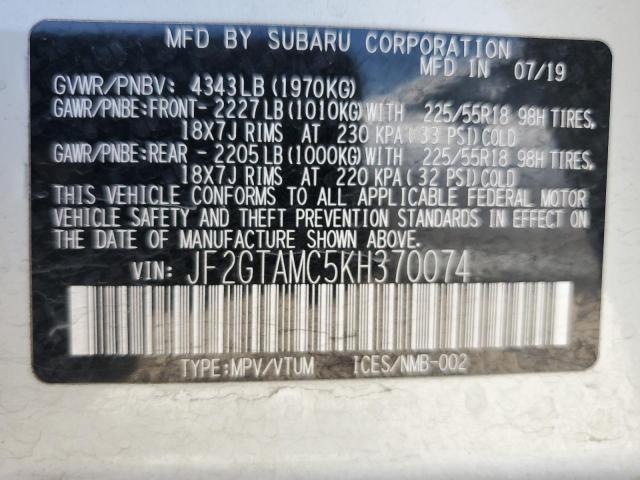 MFD BY SUBARU CORPORATION
MFD IN 07/19
GVWR/PNBV: 4343LB (1970KG)
GAWR/PNBE:FRONT-2227LB(1010KG)WITH 225/55R18 98H TIRES,
18X7J RIMS AT 230 KPA(33 PSI)COLD
GAWR/PNBE:REAR -2205LB(1000KG)WITH 225/55R18 98H TIRES,
18X7J RIMS AT 220 KPA(32 PSI)COLD
THIS VEHICLE CONFORMS TO ALL APPLICABLE FEDERAL MOTOR
VEHICLE SAFETY AND THEFT PREVENTION STANDARDS IN EFFECT ON
THE DATE OF MANUFACTURE SHOWN ABOVE.
VIN: JF2GTAMC5KH370074
TYPE:MPV/VTUM ICES/NMB-002